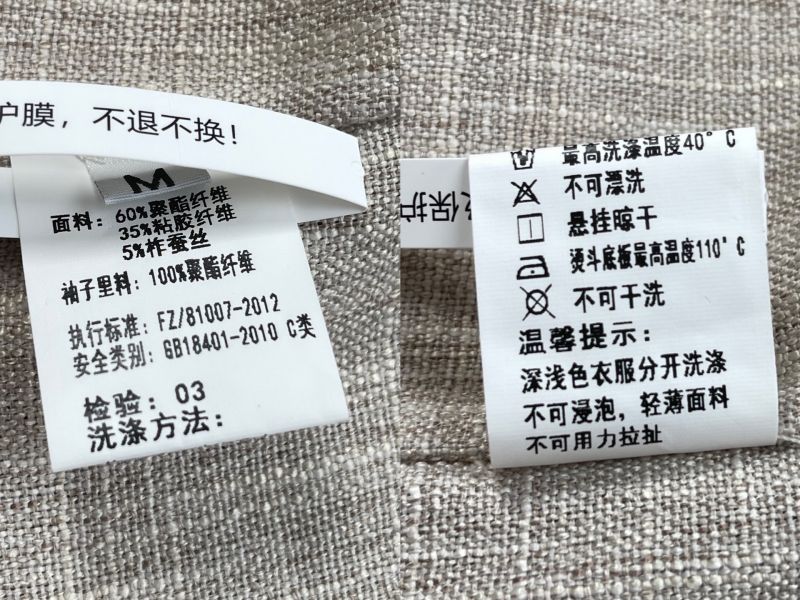 护膜，不退不换！
M
面料：60%聚酯纤维
35%粘胶纤维
5%柞蚕丝
袖子里料：100%聚酯纤维
执行标准：FZ/81007-2012
安全类别：GB18401-2010 C类
检验：03
洗涤方法：
保护
最高洗涤温度40°C
不可漂洗
悬挂晾干
熨斗底板最高温度110°C
不可干洗
温馨提示：
深浅色衣服分开洗涤
不可浸泡，轻薄面料
不可用力拉扯